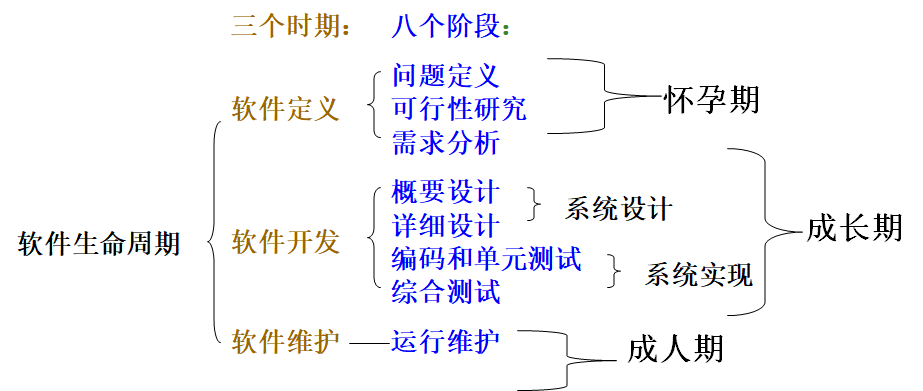 三个时期： 八个阶段：
问题定义
软件定义 可行性研究 怀孕期
需求分析
概要设计
详细设计 系统设计
软件生命周期 软件开发 成长期
编码和单元测试 系统实现
综合测试
软件维护 运行维护 成人期